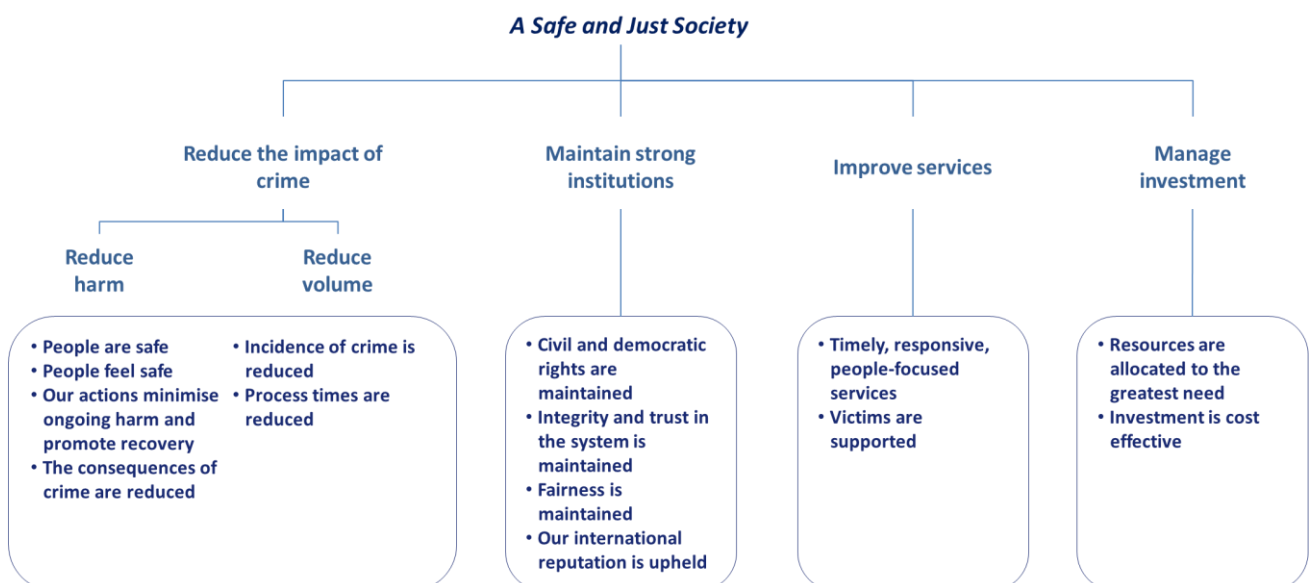 A Safe and Just Society
Reduce the impact of
crime
Maintain strong
institutions
Improve services
Manage
investment
Reduce
harm
Reduce
volume
• People are safe
• People feel safe
• Our actions minimise
ongoing harm and
promote recovery
• The consequences of
crime are reduced
• Incidence of crime is
reduced
• Process times are
reduced
• Civil and democratic
rights are
maintained
• Integrity and trust in
the system is
maintained
• Fairness is
maintained
• Our international
reputation is upheld
• Timely, responsive,
people-focused
services
• Victims are
supported
• Resources are
allocated to the
greatest need
• Investment is cost
effective